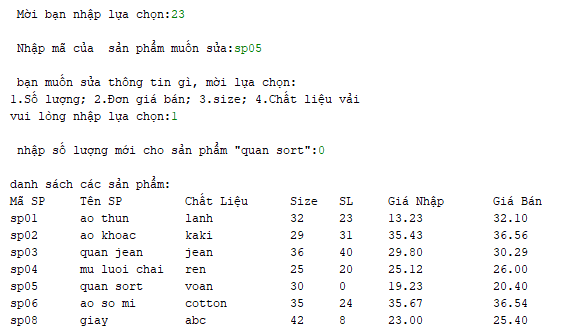 Mời bạn nhập lựa chọn:23
Nhập mã của  sản phẩm muốn sửa:sp05
bạn muốn sửa thông tin gì, mời lựa chọn:
1.Số lượng; 2.Đơn giá bán; 3.size; 4.Chất liệu vải
vui lòng nhập lựa chọn:1
nhập số lượng mới cho sản phẩm "quan sort":0
danh sách các sản phẩm:
Mã SP     Tên SP         Chất Liệu      Size   SL     Giá Nhập       Giá Bán
sp01      ao thun        lanh           32     23     13.23          32.10
sp02      ao khoac       kaki           29     31     35.43          36.56
sp03      quan jean      jean           36     40     29.80          30.29
sp04      mu luoi chai   ren            25     20     25.12          26.00
sp05      quan sort      voan           30     0      19.23          20.40
sp06      ao so mi       cotton         35     24     35.67          36.54
sp08      giay           abc            42     8      23.00          25.40